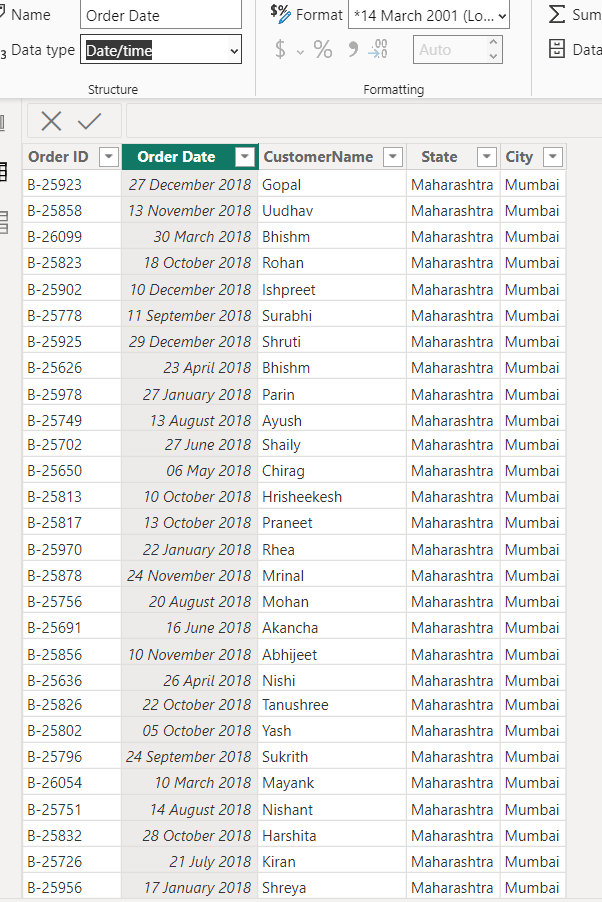 Name Order Date $% Format *14 March 2001 (Lo... Sum
Data type Date/time $ % 9 .00 Auto Data
Structure Formatting
Order ID Order Date CustomerName State City
B-25923 27 December 2018 Gopal Maharashtra Mumbai
B-25858 13 November 2018 Uudhav Maharashtra Mumbai
B-26099 30 March 2018 Bhishm Maharashtra Mumbai
B-25823 18 October 2018 Rohan Maharashtra Mumbai
B-25902 10 December 2018 Ishpreet Maharashtra Mumbai
B-25778 11 September 2018 Surabhi Maharashtra Mumbai
B-25925 29 December 2018 Shruti Maharashtra Mumbai
B-25626 23 April 2018 Bhishm Maharashtra Mumbai
B-25978 27 January 2018 Parin Maharashtra Mumbai
B-25749 13 August 2018 Ayush Maharashtra Mumbai
B-25702 27 June 2018 Shaily Maharashtra Mumbai
B-25650 06 May 2018 Chirag Maharashtra Mumbai
B-25813 10 October 2018 Hrisheekesh Maharashtra Mumbai
B-25817 13 October 2018 Praneet Maharashtra Mumbai
B-25970 22 January 2018 Rhea Maharashtra Mumbai
B-25878 24 November 2018 Mrinal Maharashtra Mumbai
B-25756 20 August 2018 Mohan Maharashtra Mumbai
B-25691 16 June 2018 Akancha Maharashtra Mumbai
B-25856 10 November 2018 Abhijeet Maharashtra Mumbai
B-25636 26 April 2018 Nishi Maharashtra Mumbai
B-25826 22 October 2018 Tanushree Maharashtra Mumbai
B-25802 05 October 2018 Yash Maharashtra Mumbai
B-25796 24 September 2018 Sukrith Maharashtra Mumbai
B-26054 10 March 2018 Mayank Maharashtra Mumbai
B-25751 14 August 2018 Nishant Maharashtra Mumbai
B-25832 28 October 2018 Harshita Maharashtra Mumbai
B-25726 21 July 2018 Kiran Maharashtra Mumbai
B-25956 17 January 2018 Shreya Maharashtra Mumbai